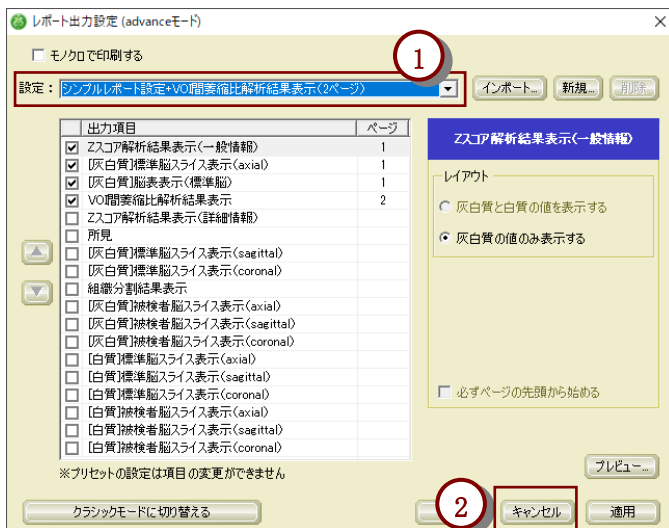 レポート出力設定 (advanceモード)
モノクロで印刷する
1
設定： シンプルレポート設定+VOI間萎縮比解析結果表示(2ページ) インポート... 新規... 削除
出力項目 ページ
Zスコア解析結果表示(一般情報) 1
[灰白質]標準脳スライス表示(axial) 1
[灰白質]脳表表示(標準脳) 1
VOI間萎縮比解析結果表示 2
Zスコア解析結果表示(詳細情報)
所見
[灰白質]標準脳スライス表示(sagittal)
[灰白質]標準脳スライス表示(coronal)
組織分割結果表示
[灰白質]被検者脳スライス表示(axial)
[灰白質]被検者脳スライス表示(sagittal)
[灰白質]被検者脳スライス表示(coronal)
[白質]標準脳スライス表示(axial)
[白質]標準脳スライス表示(sagittal)
[白質]標準脳スライス表示(coronal)
[白質]被検者脳スライス表示(axial)
[白質]被検者脳スライス表示(sagittal)
[白質]被検者脳スライス表示(coronal)
Zスコア解析結果表示(一般情報)
レイアウト
灰白質と白質の値を表示する
灰白質の値のみ表示する
必ずページの先頭から始める
※プリセットの設定は項目の変更ができません
プレビュー...
クラシックモードに切り替える
2
キャンセル
適用